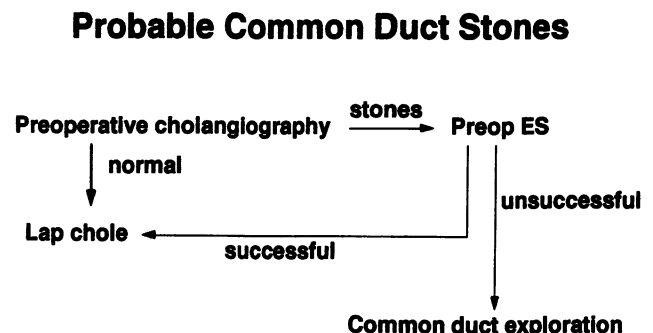 Probable Common Duct Stones
stones
Preoperative cholangiography
Preop ES
normal
unsuccessful
Lap chole
successful
Common duct exploration